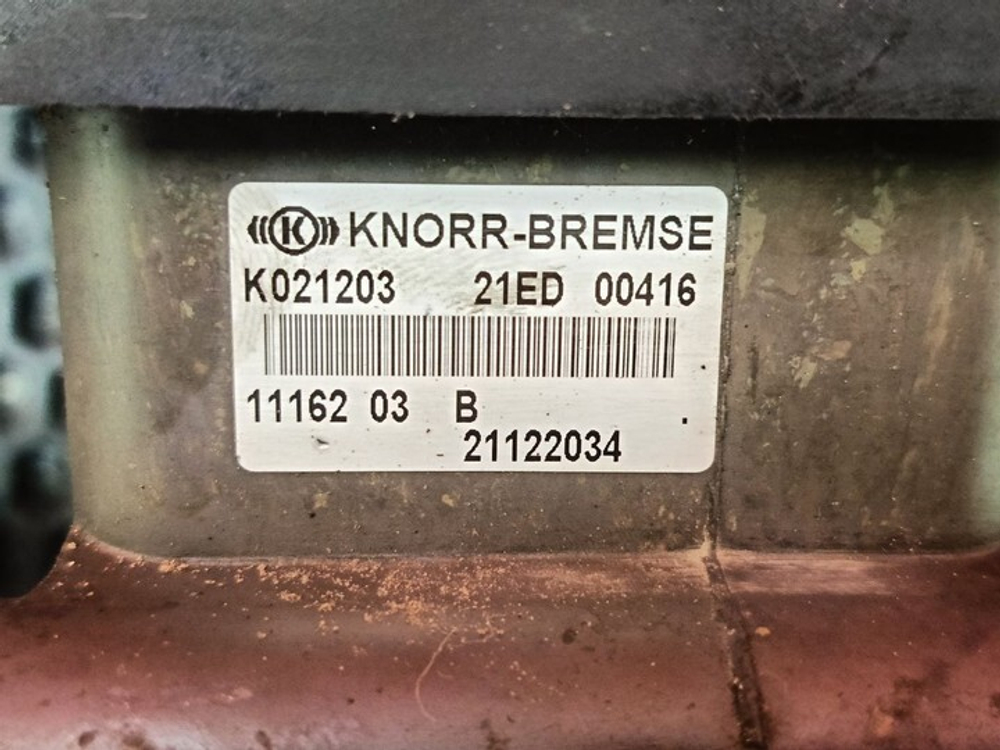 K KNORR-BREMSE
K021203 21ED 00416
11162 03 B .
21122034